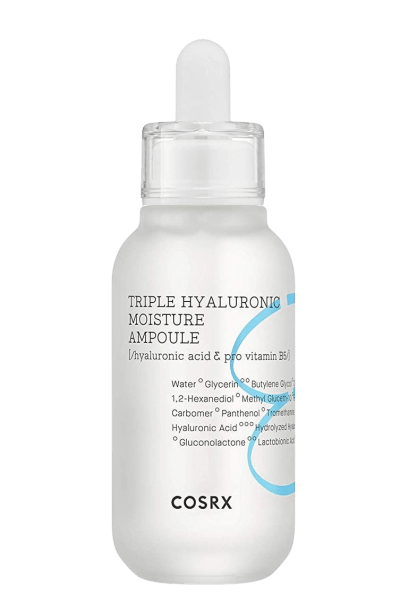 TRIPLE HYALURONIC
MOISTURE
AMPOULE
[/hyaluronic acid & pro vitamin B5/]
Water Glycerin Butylene Glycol
1,2-Hexanediol Methyl
Carbomer Panthenol
Hyaluronic Acid Hydrolyzed
Gluconolactone Lactobionic Acid
COSRX